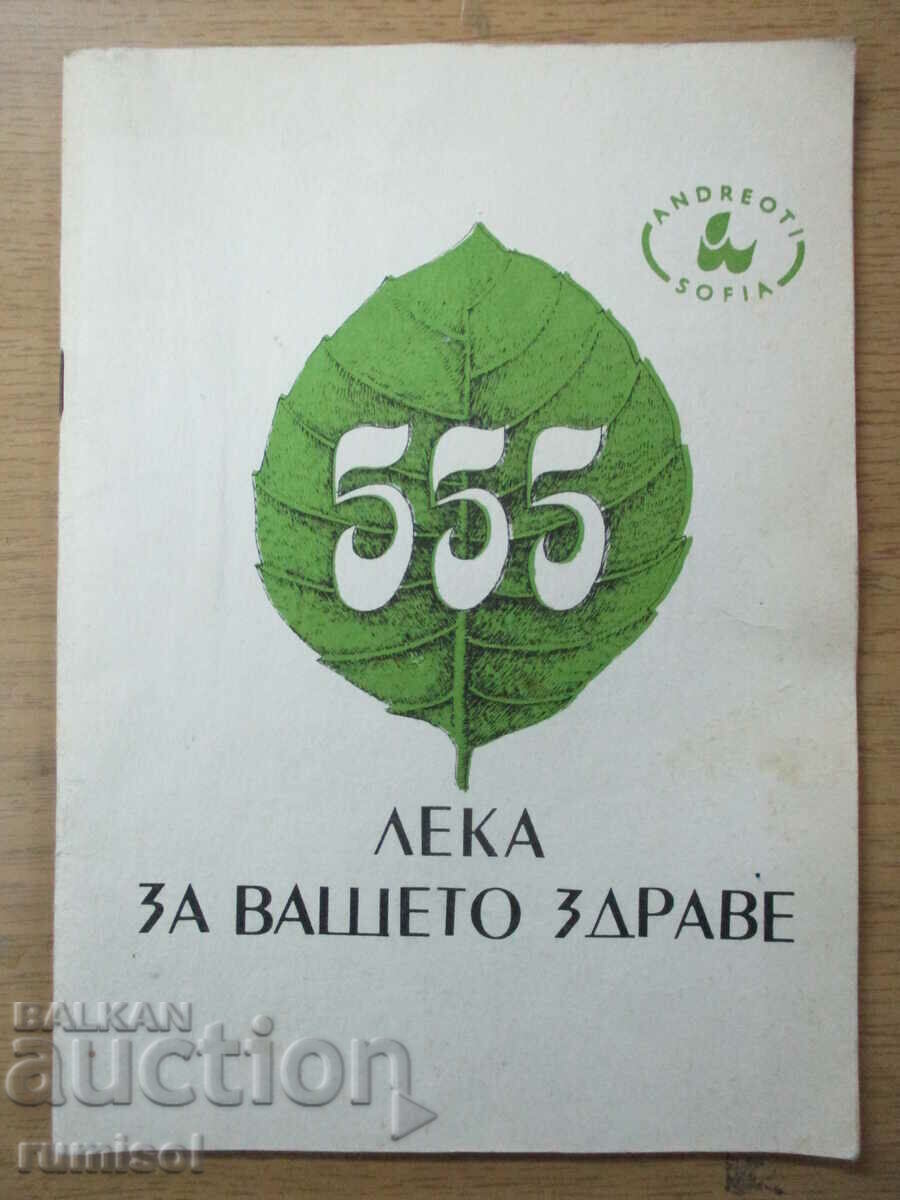 ANDREOTI
SOFIA
555
ЛЕКА
ЗА ВАШЕТО ЗДРАВЕ
BALKAN
auction
rumisol